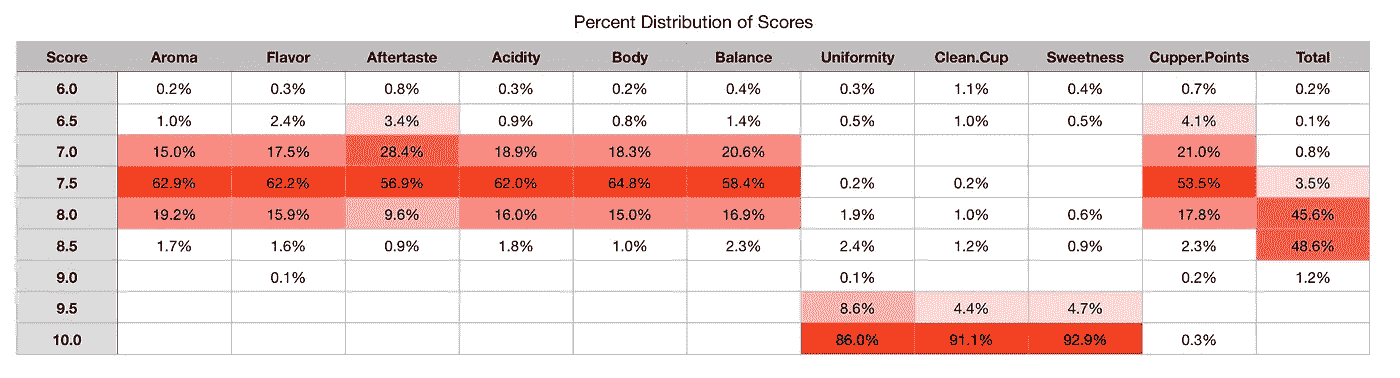 Percent Distribution of Scores
Score Aroma Flavor Aftertaste Acidity Body Balance Uniformity Clean.Cup Sweetness Cupper.Points Total
6.0 0.2% 0.3% 0.8% 0.3% 0.2% 0.4% 0.3% 1.1% 0.4% 0.7% 0.2%
6.5 1.0% 2.4% 3.4% 0.9% 0.8% 1.4% 0.5% 1.0% 0.5% 4.1% 0.1%
7.0 15.0% 17.5% 28.4% 18.9% 18.3% 20.6% 21.0% 0.8%
7.5 62.9% 62.2% 56.9% 62.0% 64.8% 58.4% 0.2% 0.2% 53.5% 3.5%
8.0 19.2% 15.9% 9.6% 16.0% 15.0% 16.9% 1.9% 1.0% 0.6% 17.8% 45.6%
8.5 1.7% 1.6% 0.9% 1.8% 1.0% 2.3% 2.4% 1.2% 0.9% 2.3% 48.6%
9.0 0.1% 0.1% 0.2% 1.2%
9.5 8.6% 4.4% 4.7%
10.0 86.0% 91.1% 92.9% 0.3%